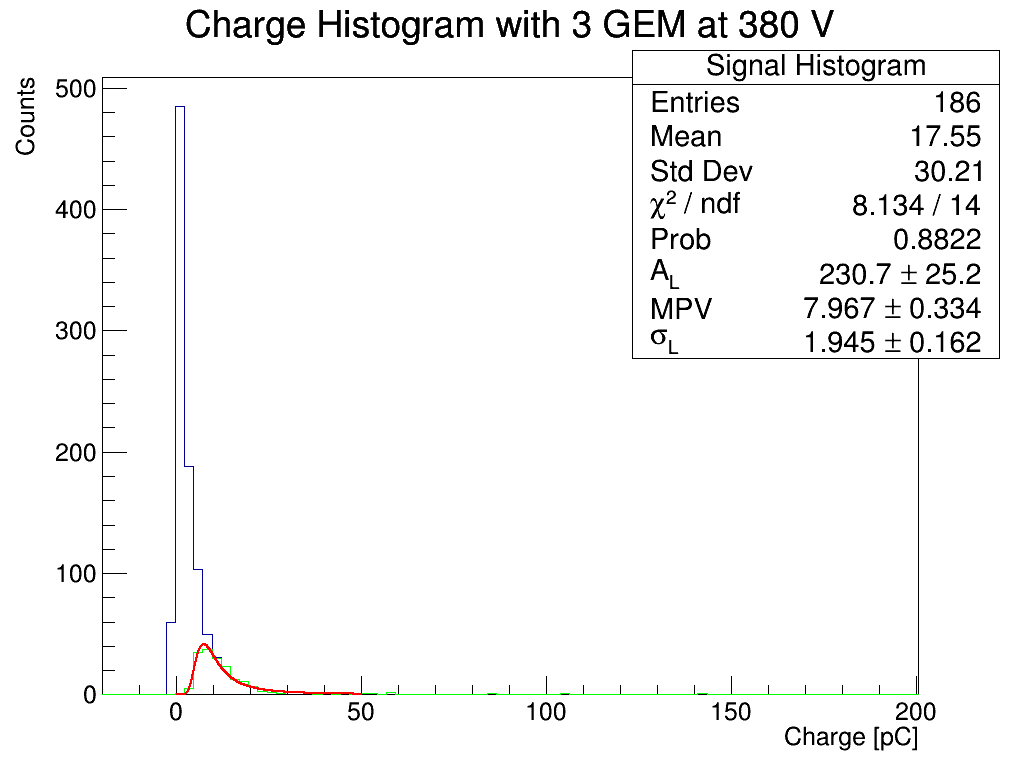 Charge Histogram with 3 GEM at 380 V
Signal Histogram
Entries 186
Mean 17.55
Std Dev 30.21
χ² / ndf 8.134 / 14
Prob 0.8822
A_L 230.7 ± 25.2
MPV 7.967 ± 0.334
σ_L 1.945 ± 0.162
Counts
500
400
300
200
100
0
0 50 100 150 200
Charge [pC]